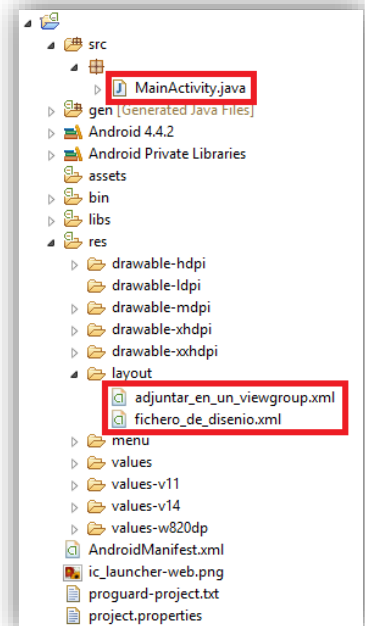 src
MainActivity.java
gen [Generated Java Files]
Android 4.4.2
Android Private Libraries
assets
bin
libs
res
drawable-hdpi
drawable-ldpi
drawable-mdpi
drawable-xhdpi
drawable-xxhdpi
layout
adjuntar_en_un_viewgroup.xml
fichero_de_disenio.xml
menu
values
values-v11
values-v14
values-w820dp
AndroidManifest.xml
ic_launcher-web.png
proguard-project.txt
project.properties